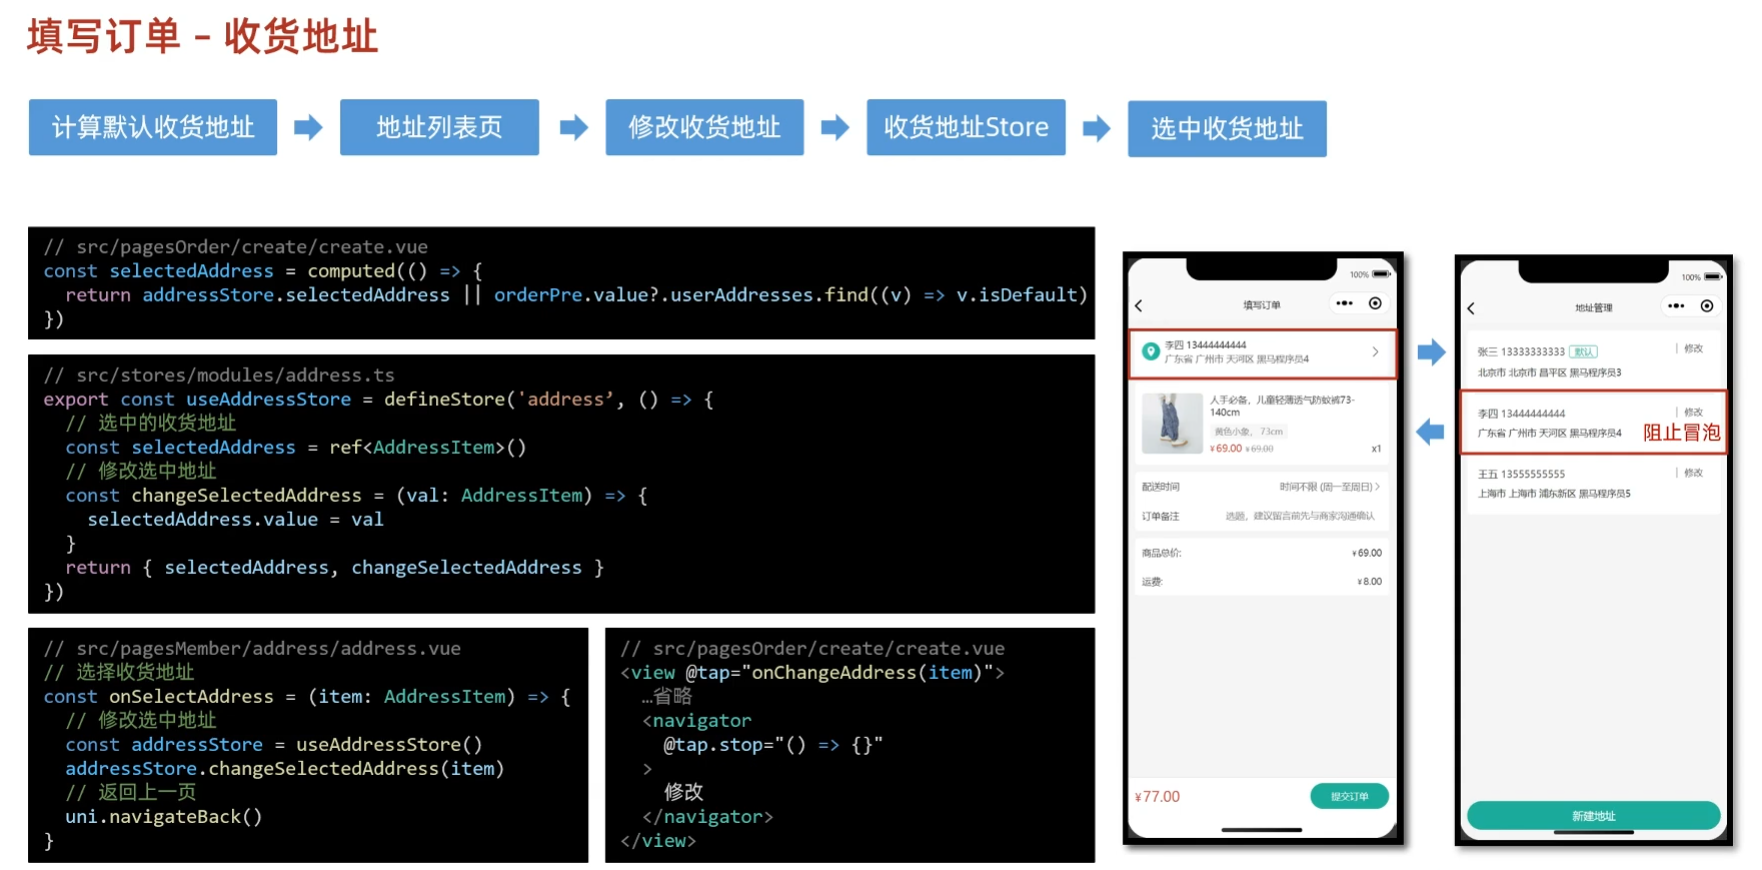 填写订单 – 收货地址
计算默认收货地址
地址列表页
修改收货地址
收货地址Store
选中收货地址
// src/pagesOrder/create/create.vue
const selectedAddress = computed(() => {
  return addressStore.selectedAddress || orderPre.value?.userAddresses.find((v) => v.isDefault)
})
// src/stores/modules/address.ts
export const useAddressStore = defineStore('address’, () => {
  // 选中的收货地址
  const selectedAddress = ref<AddressItem>()
  // 修改选中地址
  const changeSelectedAddress = (val: AddressItem) => {
    selectedAddress.value = val
  }
  return { selectedAddress, changeSelectedAddress }
})
// src/pagesMember/address/address.vue
// 选择收货地址
const onSelectAddress = (item: AddressItem) => {
  // 修改选中地址
  const addressStore = useAddressStore()
  addressStore.changeSelectedAddress(item)
  // 返回上一页
  uni.navigateBack()
}
// src/pagesOrder/create/create.vue
<view @tap="onChangeAddress(item)">
  …省略
  <navigator
    @tap.stop="() => {}"
  >
    修改
  </navigator>
</view>
100%
填写订单
李四 13444444444
广东省 广州市 天河区 黑马程序员4
人手必备，儿童轻薄透气防蚊裤73-
140cm
黄色小象， 73cm
¥69.00 ¥69.00
x1
配送时间 时间不限 (周一至周日)
订单备注 选题，建议留言前先与商家沟通确认
商品总价: ¥69.00
运费: ¥8.00
¥77.00
提交订单
100%
地址管理
张三 13333333333 默认 修改
北京市 北京市 昌平区 黑马程序员3
李四 13444444444 修改
广东省 广州市 天河区 黑马程序员4 阻止冒泡
王五 13555555555 修改
上海市 上海市 浦东新区 黑马程序员5
新建地址